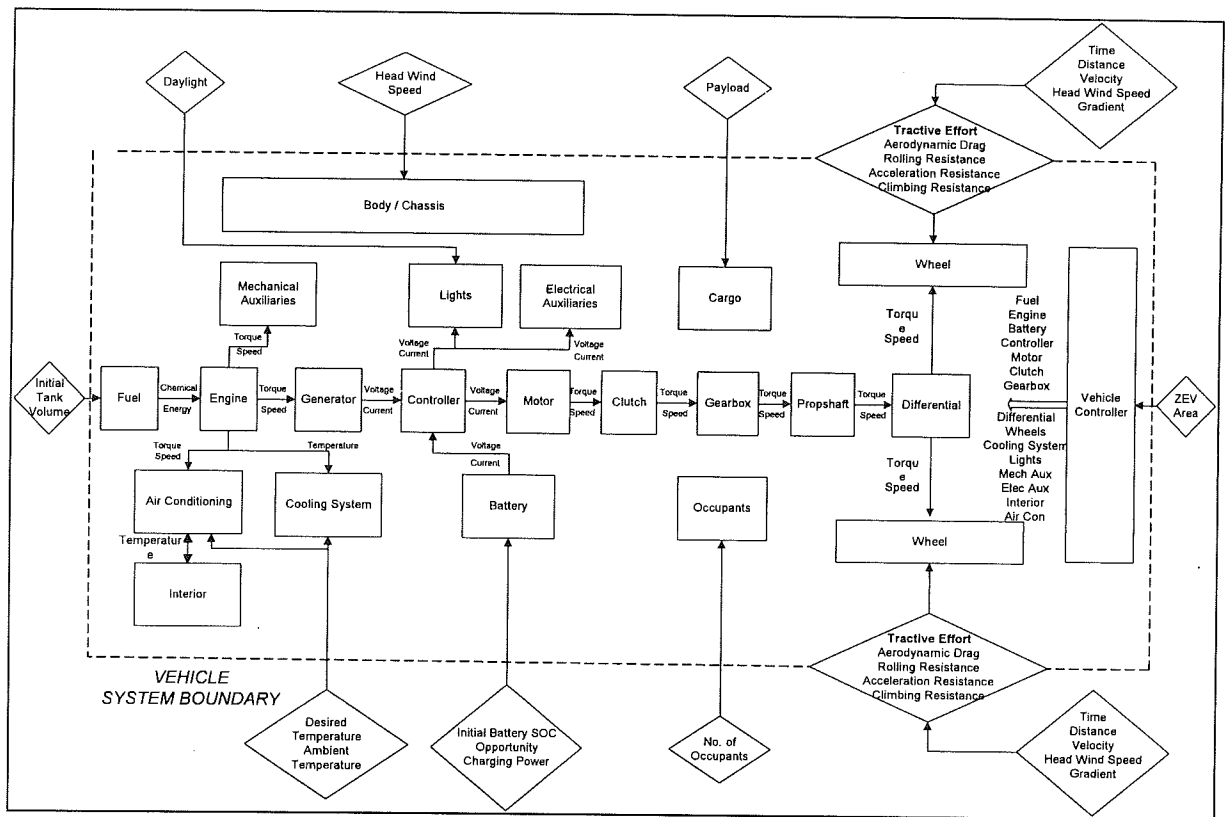 Daylight
Head Wind
Speed
Payload
Time
Distance
Velocity
Head Wind Speed
Gradient
Tractive Effort
Aerodynamic Drag
Rolling Resistance
Acceleration Resistance
Climbing Resistance
Body / Chassis
Wheel
Mechanical
Auxiliaries
Lights
Electrical
Auxiliaries
Cargo
Torque
Speed
Voltage
Current
Voltage
Current
Torqu
e
Speed
Fuel
Engine
Battery
Controller
Motor
Clutch
Gearbox
Differential
Wheels
Cooling System
Lights
Mech Aux
Elec Aux
Interior
Air Con
Vehicle
Controller
ZEV
Area
Initial
Tank
Volume
Fuel
Chemical
Energy
Engine
Torque
Speed
Generator
Voltage
Current
Controller
Voltage
Current
Motor
Torque
Speed
Clutch
Torque
Speed
Gearbox
Torque
Speed
Propshaft
Torque
Speed
Differential
Torque
Speed
Temperature
Voltage
Current
Torqu
e
Speed
Air Conditioning
Cooling System
Battery
Occupants
Temperatur
e
Interior
Wheel
VEHICLE
SYSTEM BOUNDARY
Tractive Effort
Aerodynamic Drag
Rolling Resistance
Acceleration Resistance
Climbing Resistance
Desired
Temperature
Ambient
Temperature
Initial Battery SOC
Opportunity
Charging Power
No. of
Occupants
Time
Distance
Velocity
Head Wind Speed
Gradient